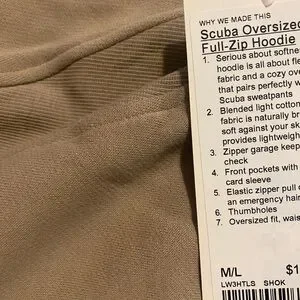 WHY WE MADE THIS
Scuba Oversized
Full-Zip Hoodie
1. Serious about softne
hoodie is all about fle
fabric and a cozy ov
that pairs perfectly w
Scuba sweatpants
2. Blended light cotton
fabric is naturally br
soft against your sk
provides lightweigh
3. Zipper garage keep
check
4. Front pockets with
card sleeve
5. Elastic zipper pull
an emergency hair
6. Thumbholes
7. Oversized fit, wais
M/L $1
LW3HTLS SHOK